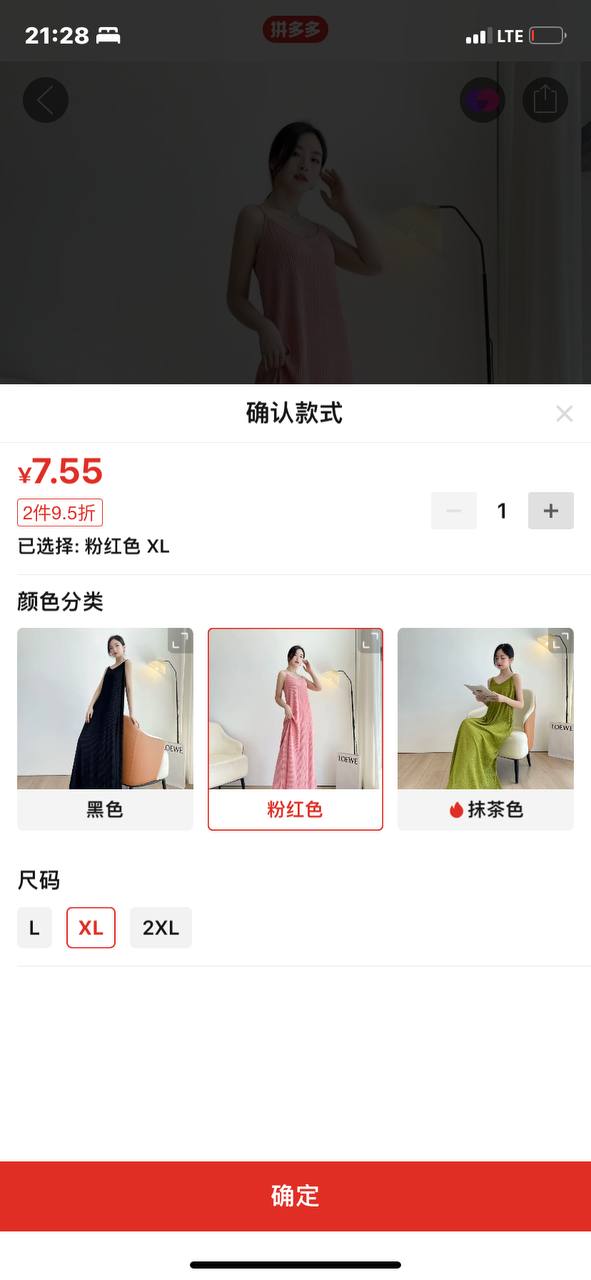 21:28
拼多多
LTE
确认款式
¥7.55
2件9.5折
1
已选择: 粉红色 XL
颜色分类
LOEWE
LOEWE
LOEWE
黑色
粉红色
抹茶色
尺码
L
XL
2XL
确定